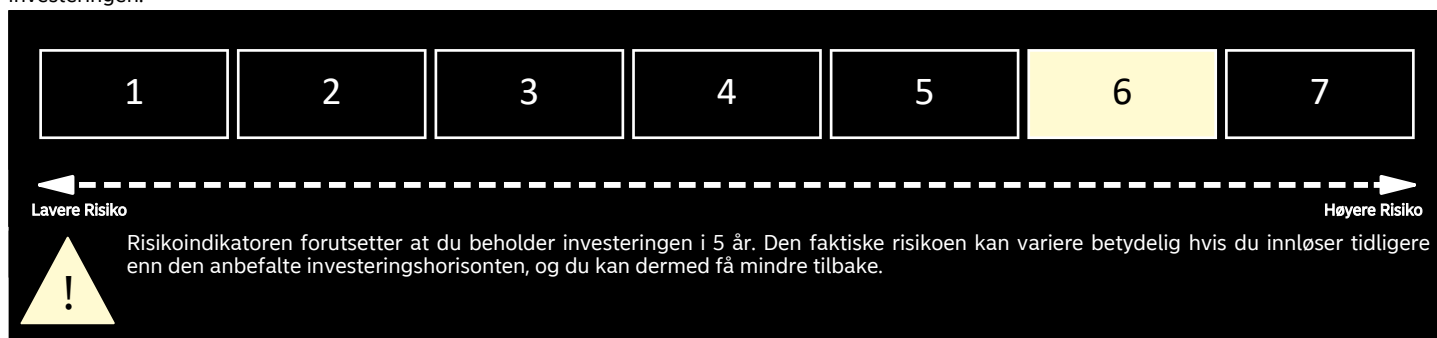 investeringen.
1 2 3 4 5 6 7
Lavere Risiko Høyere Risiko
Risikoindikatoren forutsetter at du beholder investeringen i 5 år. Den faktiske risikoen kan variere betydelig hvis du innløser tidligere
enn den anbefalte investeringshorisonten, og du kan dermed få mindre tilbake.
!